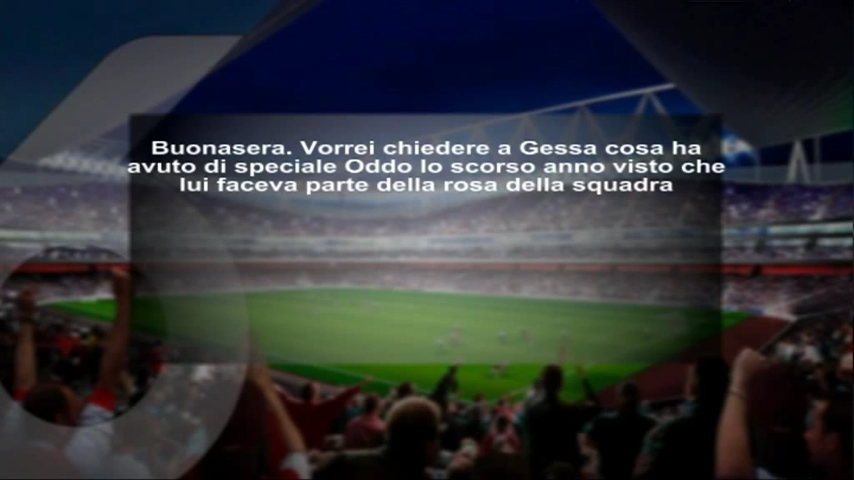 Buonasera. Vorrei chiedere a Gessa cosa ha
avuto di speciale Oddo lo scorso anno visto che
lui faceva parte della rosa della squadra